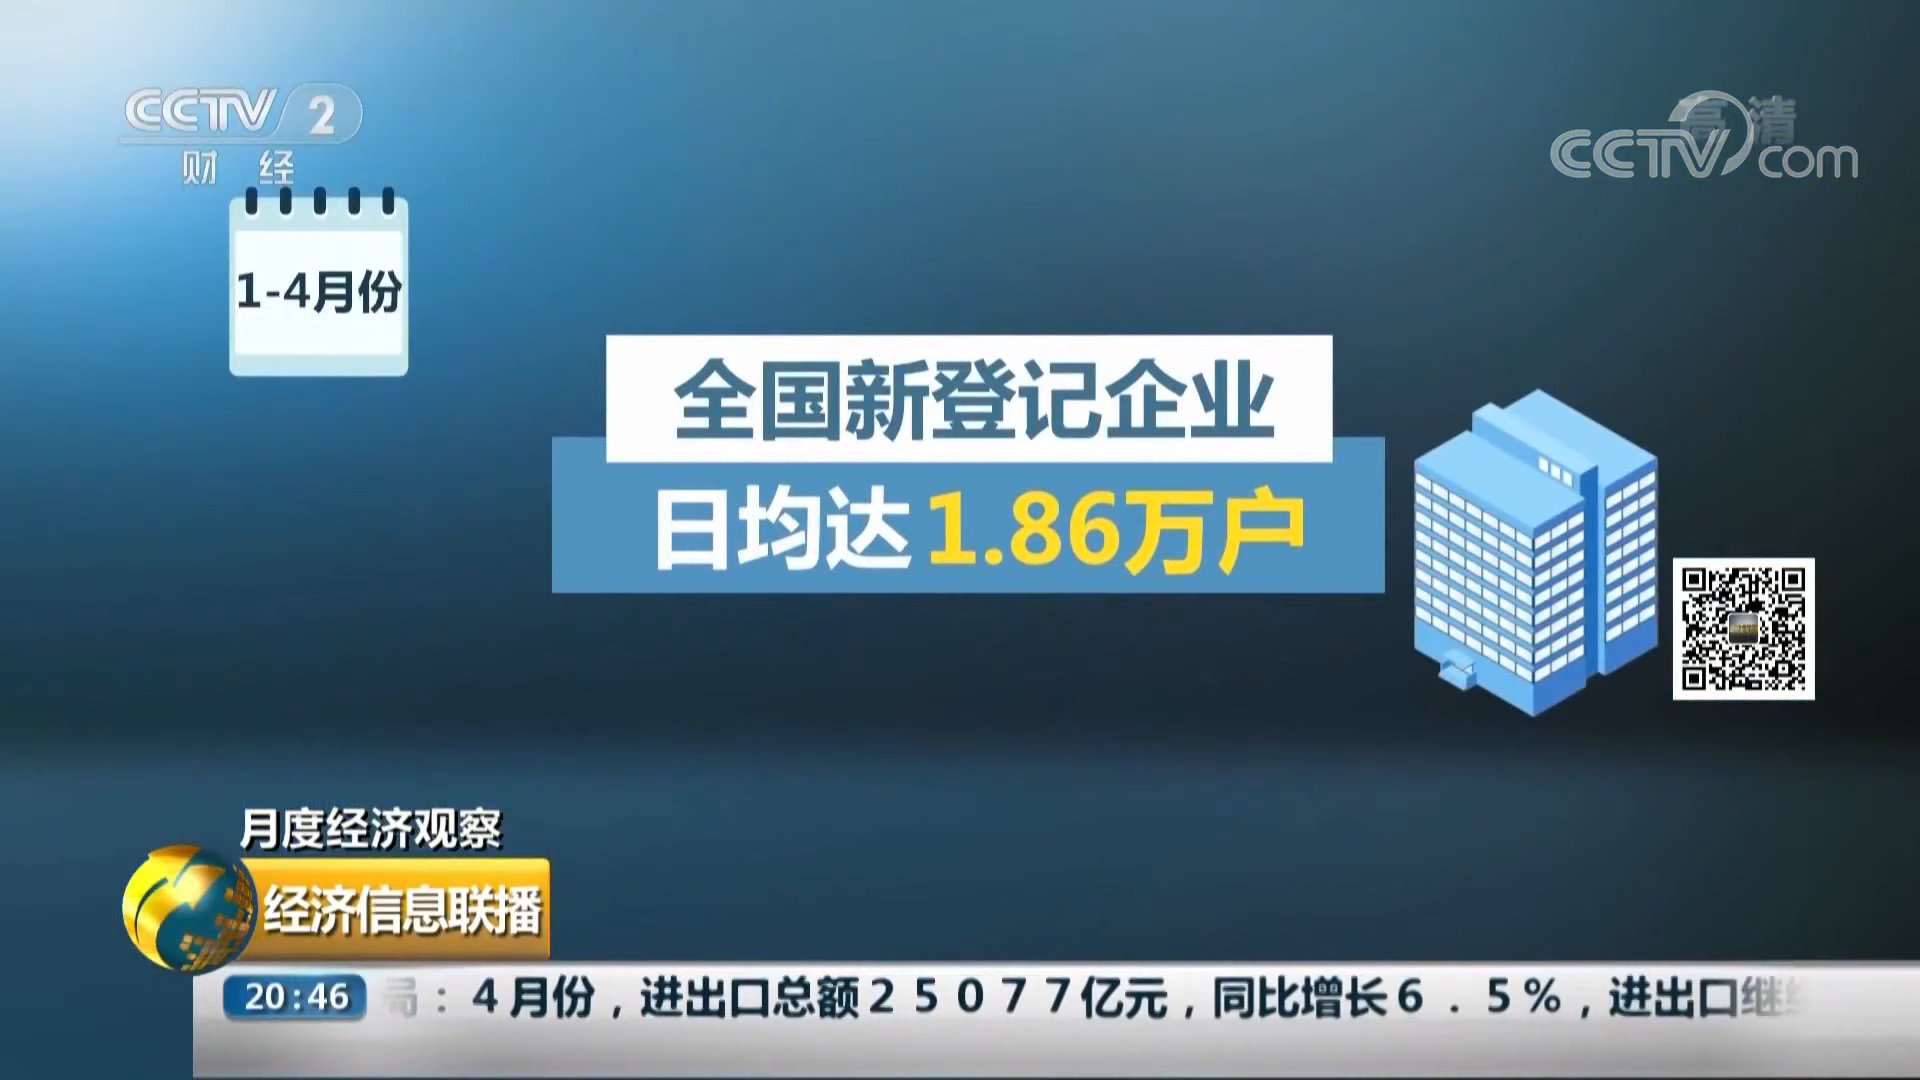 CCTV 2
财经
高清
CCTV com
1-4月份
全国新登记企业
日均达1.86万户
月度经济观察
经济信息联播
20:46
局:4月份,进出口总额25077亿元,同比增长6.5%,进出口继